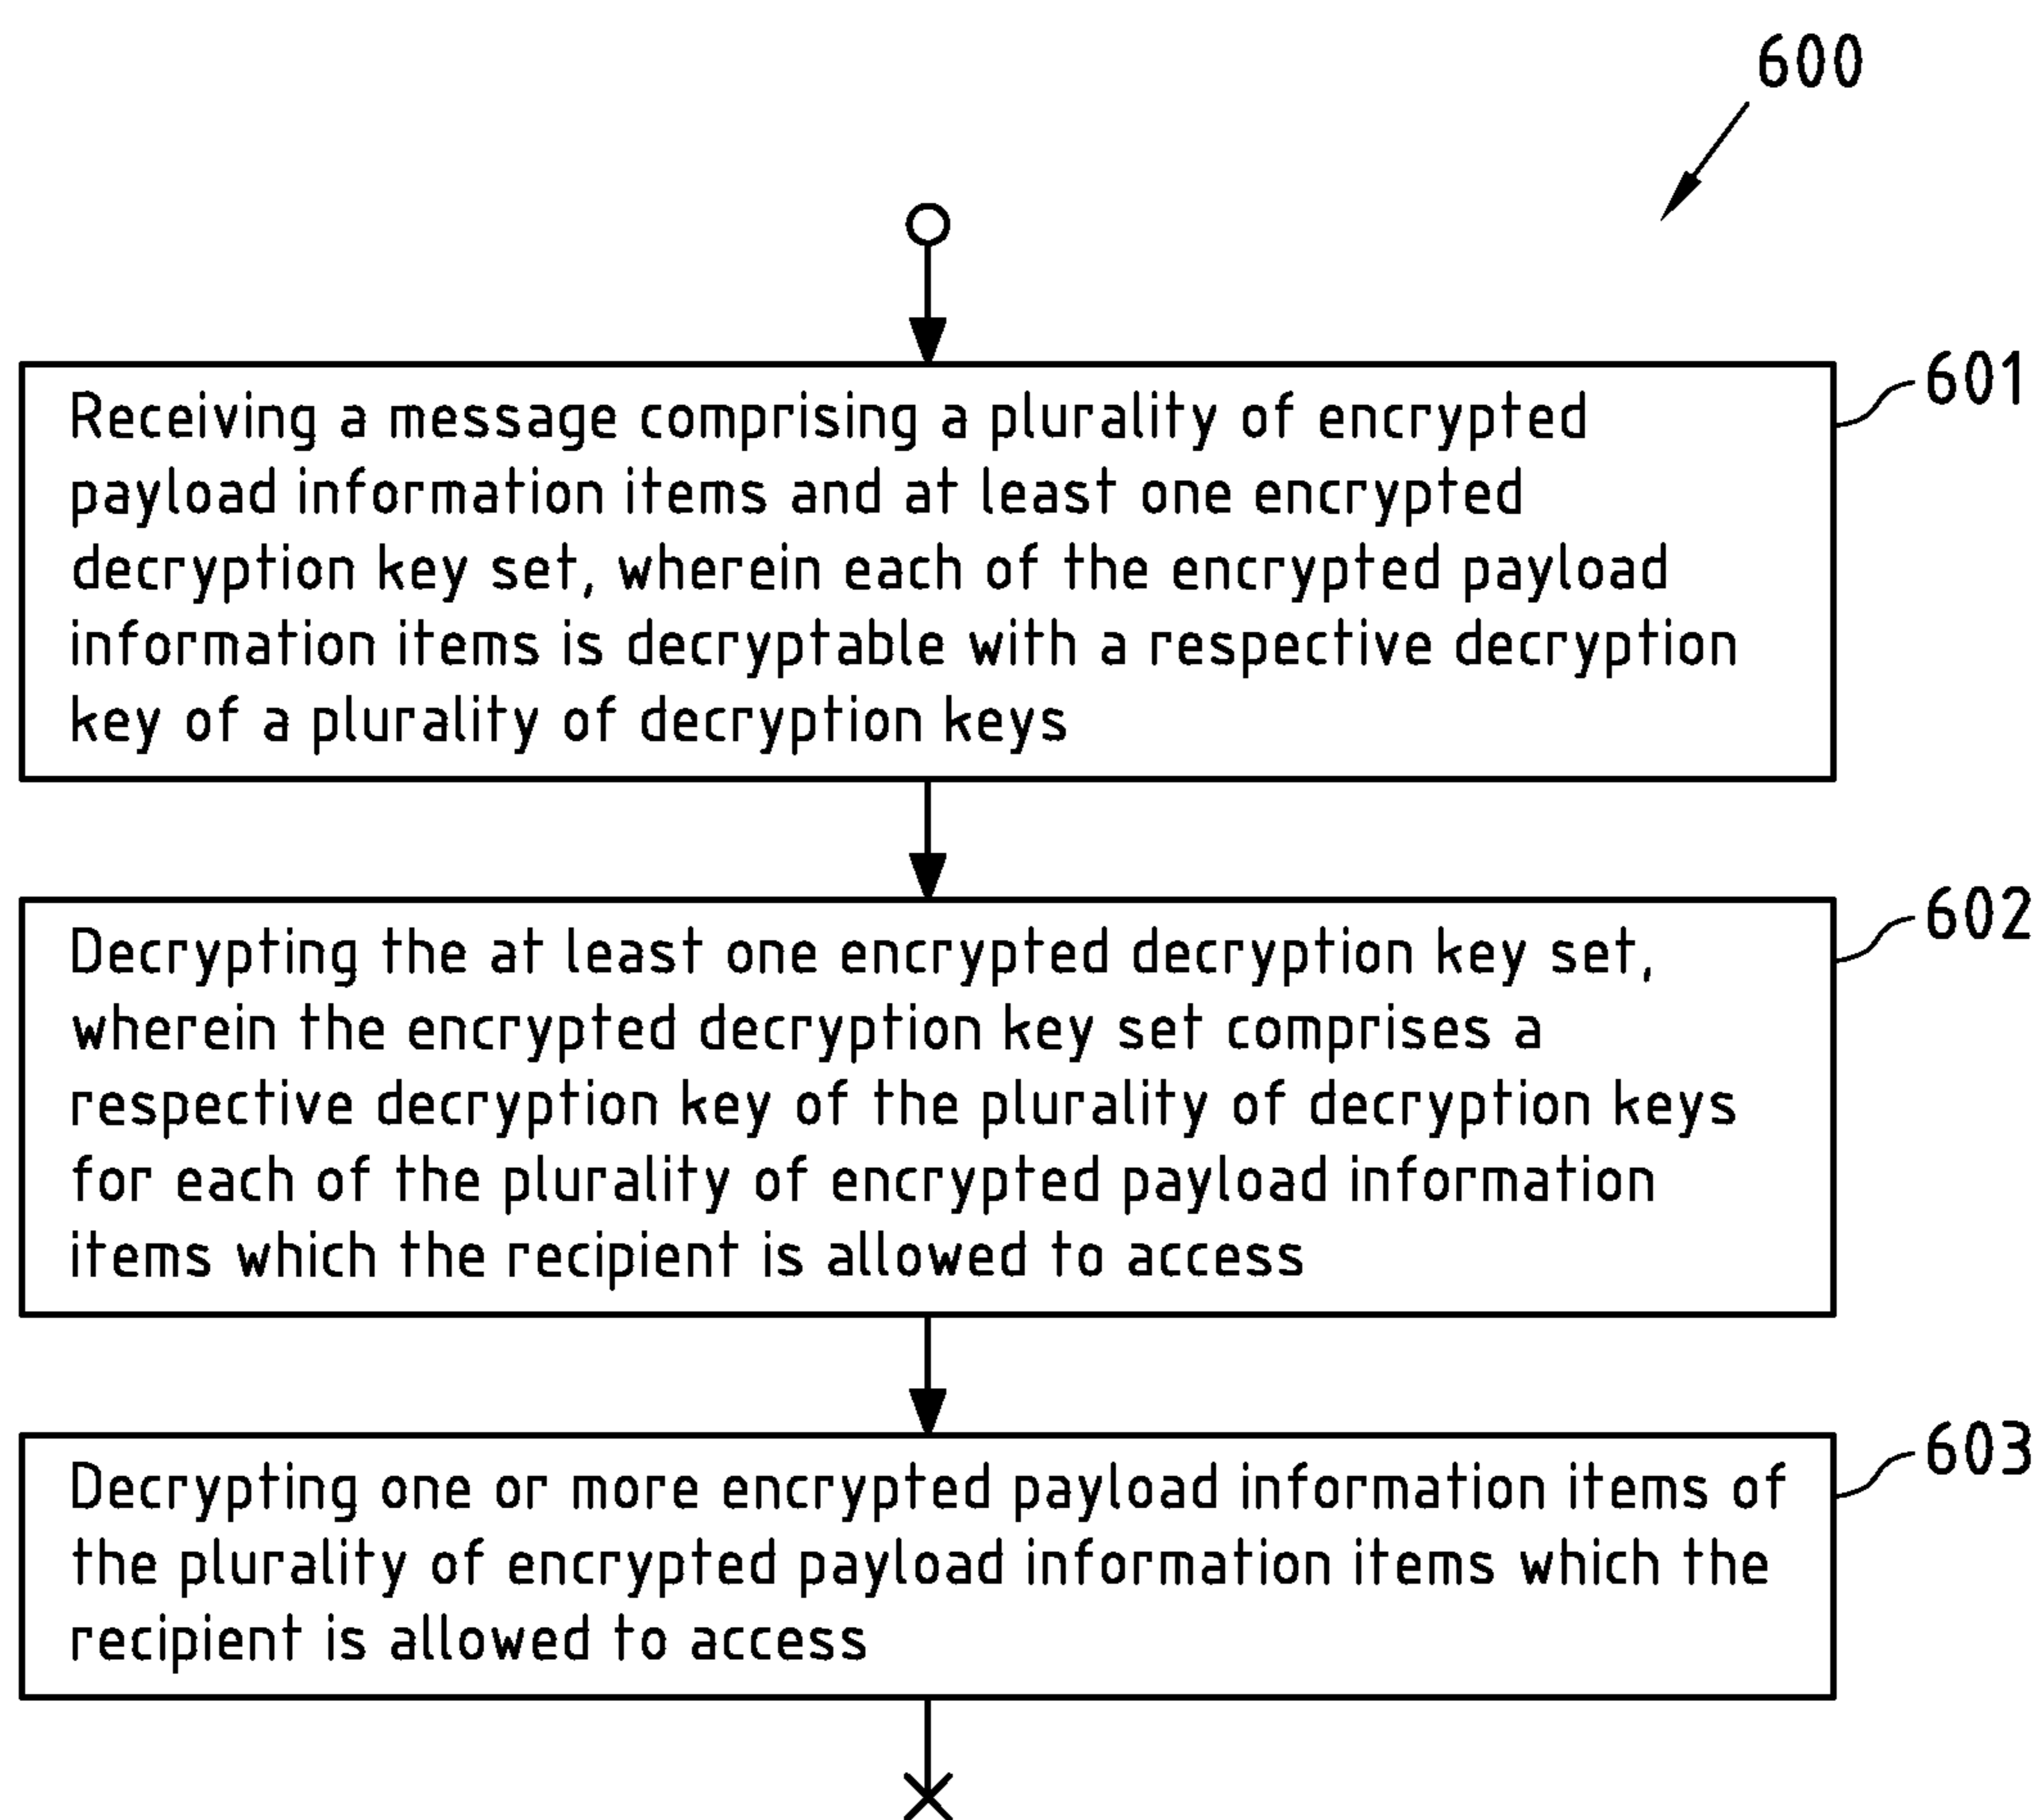 600
601
Receiving a message comprising a plurality of encrypted
payload information items and at least one encrypted
decryption key set, wherein each of the encrypted payload
information items is decryptable with a respective decryption
key of a plurality of decryption keys
602
Decrypting the at least one encrypted decryption key set,
wherein the encrypted decryption key set comprises a
respective decryption key of the plurality of decryption keys
for each of the plurality of encrypted payload information
items which the recipient is allowed to access
603
Decrypting one or more encrypted payload information items of
the plurality of encrypted payload information items which the
recipient is allowed to access